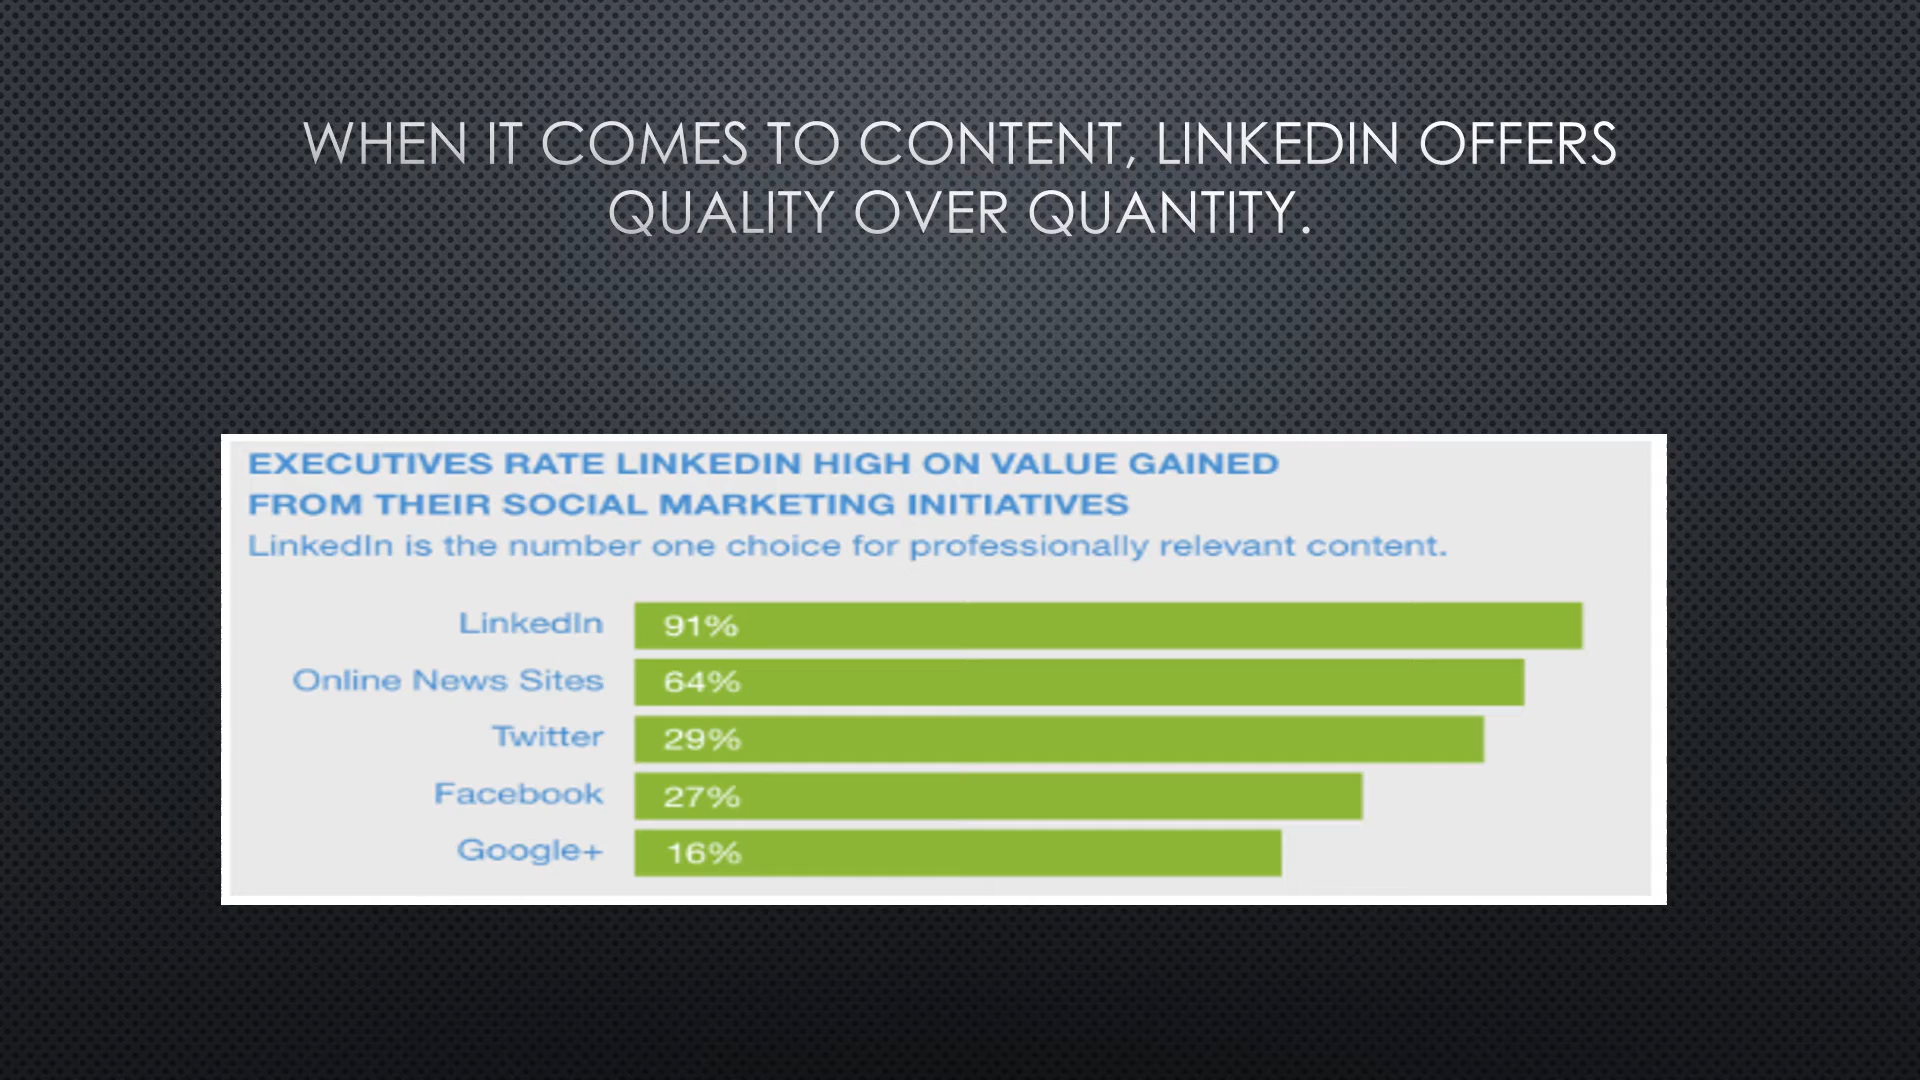 WHEN IT COMES TO CONTENT, LINKEDIN OFFERS
QUALITY OVER QUANTITY.
EXECUTIVES RATE LINKEDIN HIGH ON VALUE GAINED
FROM THEIR SOCIAL MARKETING INITIATIVES
LinkedIn is the number one choice for professionally relevant content.
LinkedIn 91%
Online News Sites 64%
Twitter 29%
Facebook 27%
Google+ 16%